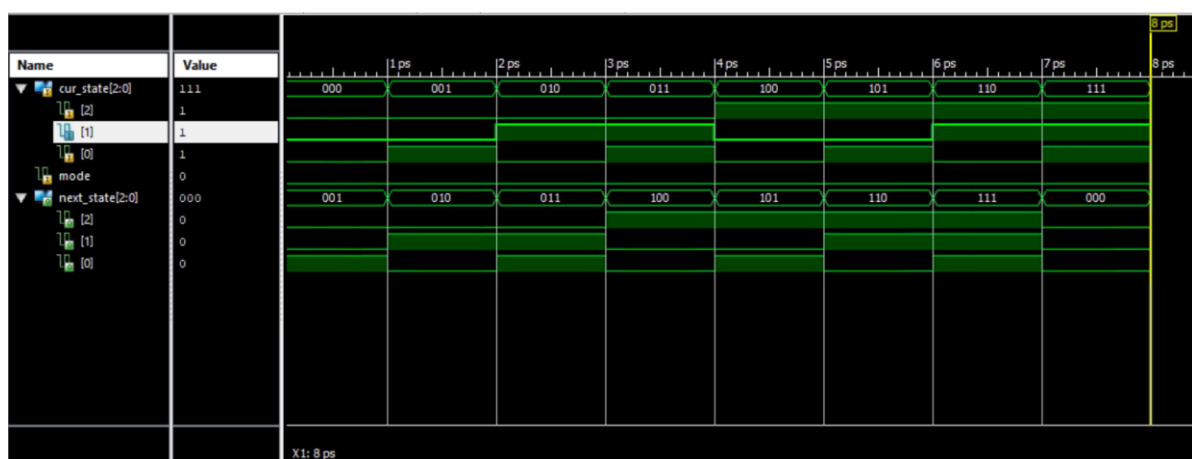 8 ps
Name Value
1 ps 2 ps 3 ps 4 ps 5 ps 6 ps 7 ps 8 ps
cur_state[2:0] 111 000 001 010 011 100 101 110 111
[2] 1
[1] 1
[0] 1
mode 0
next_state[2:0] 000 001 010 011 100 101 110 111 000
[2] 0
[1] 0
[0] 0
X1: 8 ps